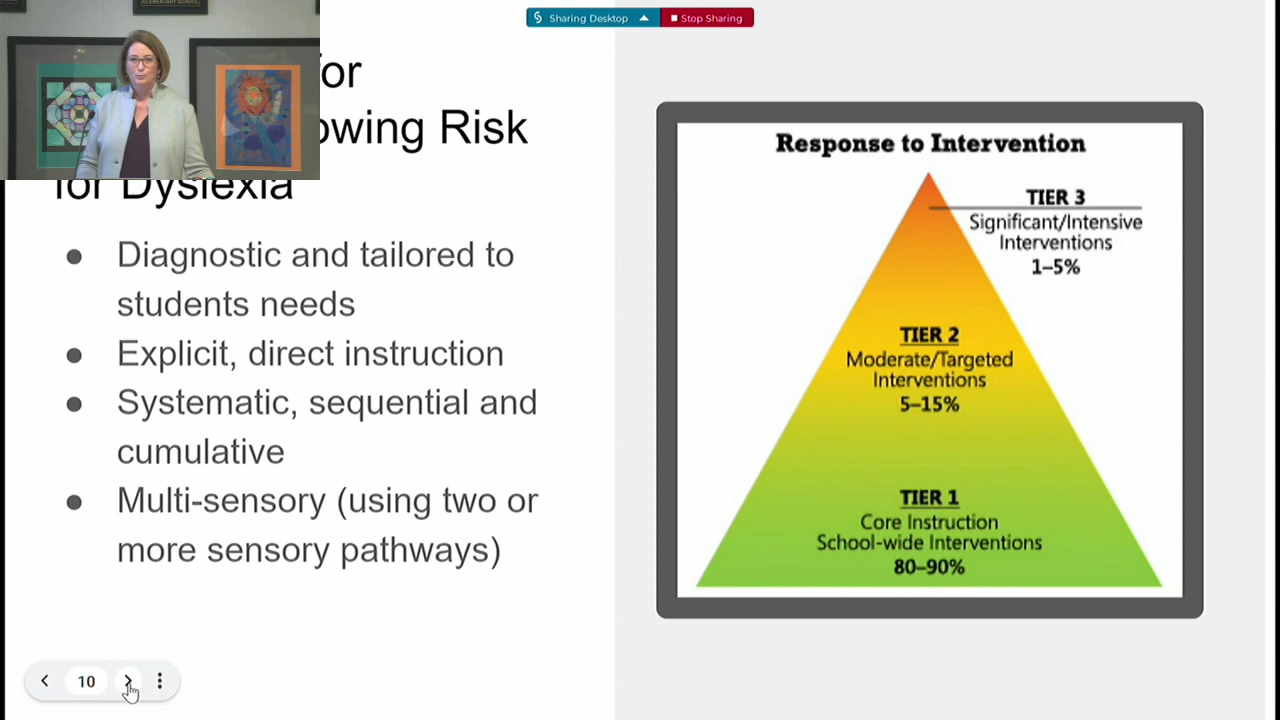 ELEMENTARY SCHOOL
Sharing Desktop
Stop Sharing
for
owing Risk
for Dyslexia
● Diagnostic and tailored to
students needs
● Explicit, direct instruction
● Systematic, sequential and
cumulative
● Multi-sensory (using two or
more sensory pathways)
Response to Intervention
TIER 3
Significant/Intensive
Interventions
1–5%
TIER 2
Moderate/Targeted
Interventions
5–15%
TIER 1
Core Instruction
School-wide Interventions
80–90%
10